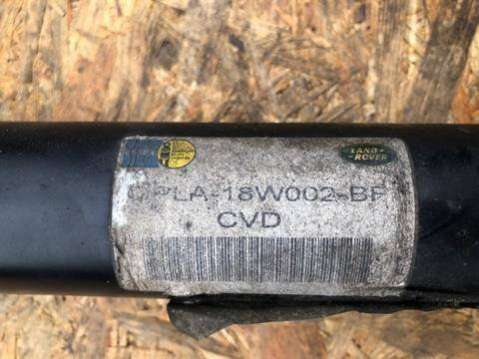 LAND-
ROVER
CPLA-18W002-BF
CVD